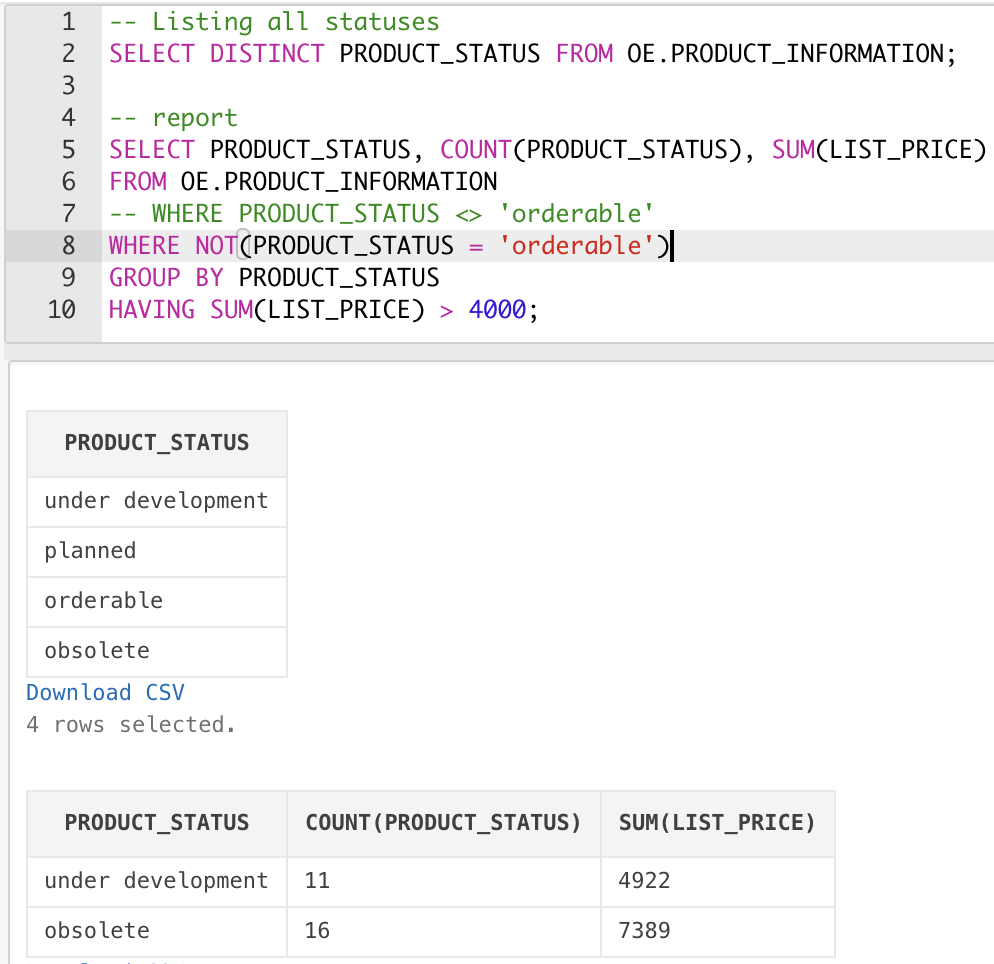 1 -- Listing all statuses
2 SELECT DISTINCT PRODUCT_STATUS FROM OE.PRODUCT_INFORMATION;
3
4 -- report
5 SELECT PRODUCT_STATUS, COUNT(PRODUCT_STATUS), SUM(LIST_PRICE)
6 FROM OE.PRODUCT_INFORMATION
7 -- WHERE PRODUCT_STATUS <> 'orderable'
8 WHERE NOT(PRODUCT_STATUS = 'orderable')
9 GROUP BY PRODUCT_STATUS
10 HAVING SUM(LIST_PRICE) > 4000;
PRODUCT_STATUS
under development
planned
orderable
obsolete
Download CSV
4 rows selected.
PRODUCT_STATUS COUNT(PRODUCT_STATUS) SUM(LIST_PRICE)
under development 11 4922
obsolete 16 7389